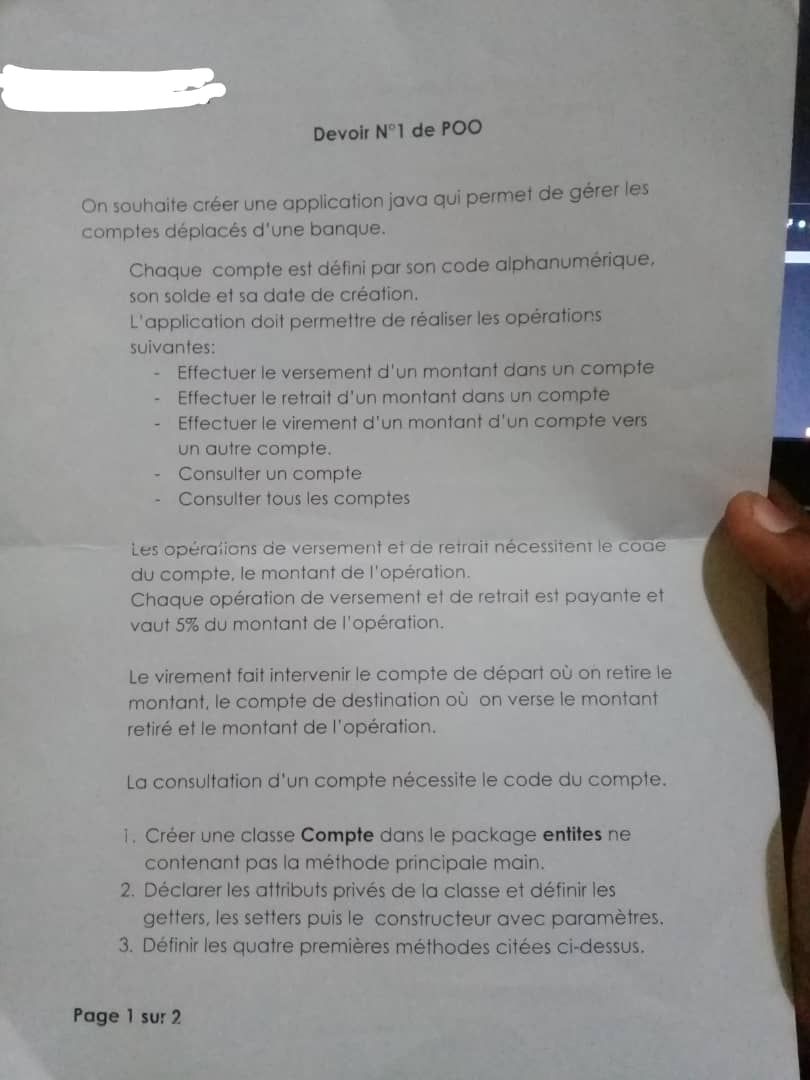 Devoir N°1 de POO
On souhaite créer une application java qui permet de gérer les
comptes déplacés d'une banque.
Chaque compte est défini par son code alphanumérique,
son solde et sa date de création.
L'application doit permettre de réaliser les opérations
suivantes:
- Effectuer le versement d'un montant dans un compte
- Effectuer le retrait d'un montant dans un compte
- Effectuer le virement d'un montant d'un compte vers
un autre compte.
- Consulter un compte
- Consulter tous les comptes
Les opérations de versement et de retrait nécessitent le code
du compte, le montant de l'opération.
Chaque opération de versement et de retrait est payante et
vaut 5% du montant de l'opération.
Le virement fait intervenir le compte de départ où on retire le
montant, le compte de destination où on verse le montant
retiré et le montant de l'opération.
La consultation d'un compte nécessite le code du compte.
1. Créer une classe Compte dans le package entites ne
contenant pas la méthode principale main.
2. Déclarer les attributs privés de la classe et définir les
getters, les setters puis le constructeur avec paramètres.
3. Définir les quatre premières méthodes citées ci-dessus.
Page 1 sur 2